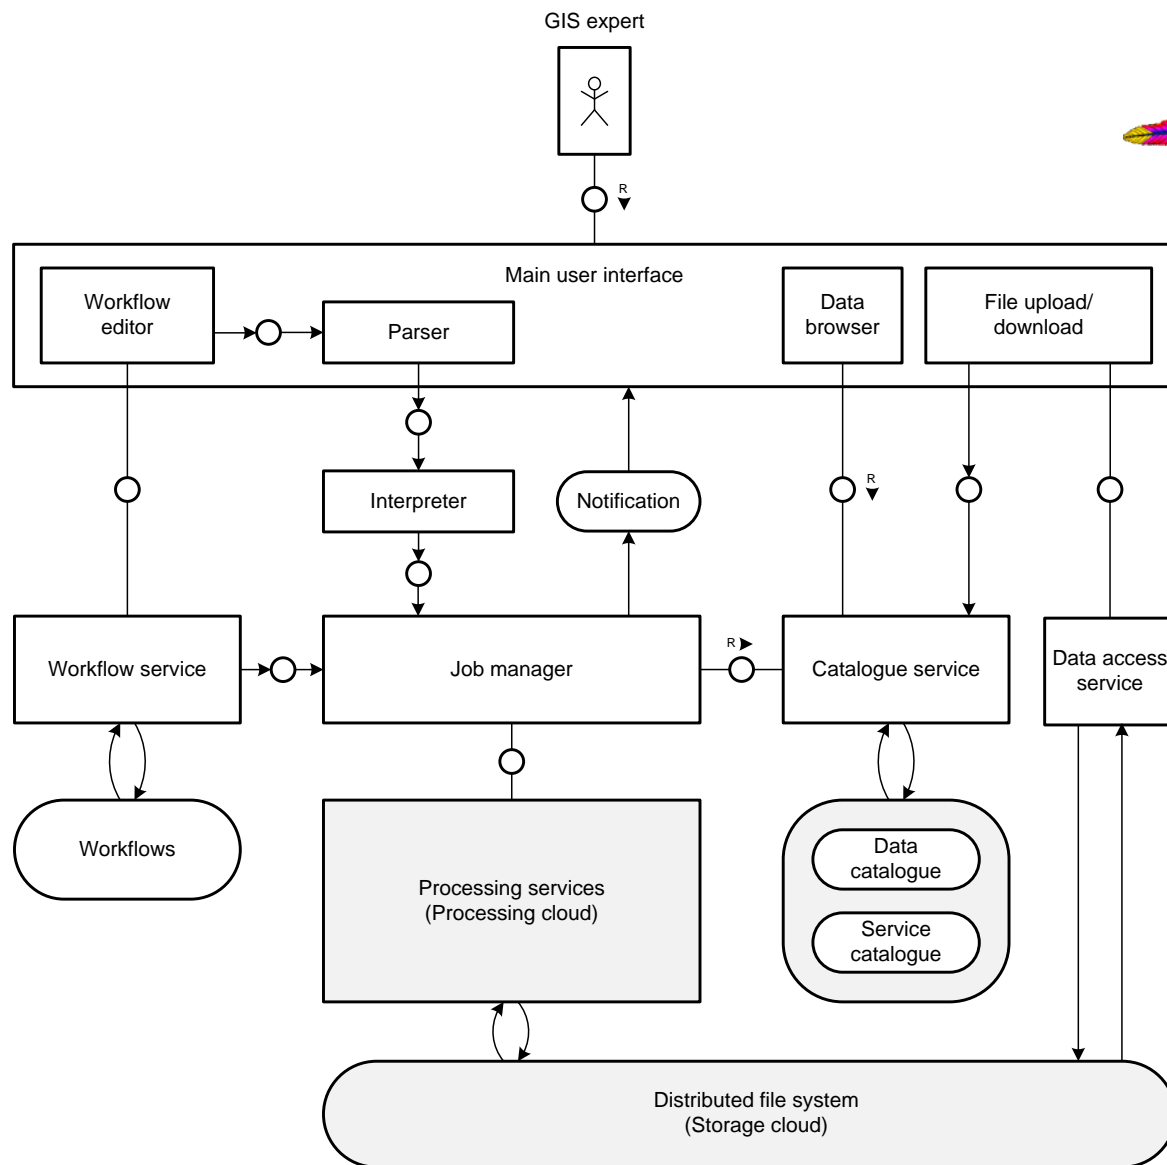 GIS expert
R
Main user interface
Workflow
editor
Parser
Data
browser
File upload/
download
Interpreter
Notification
R
Workflow service
Job manager
R
Catalogue service
Data access
service
Workflows
Processing services
(Processing cloud)
Data
catalogue
Service
catalogue
Distributed file system
(Storage cloud)